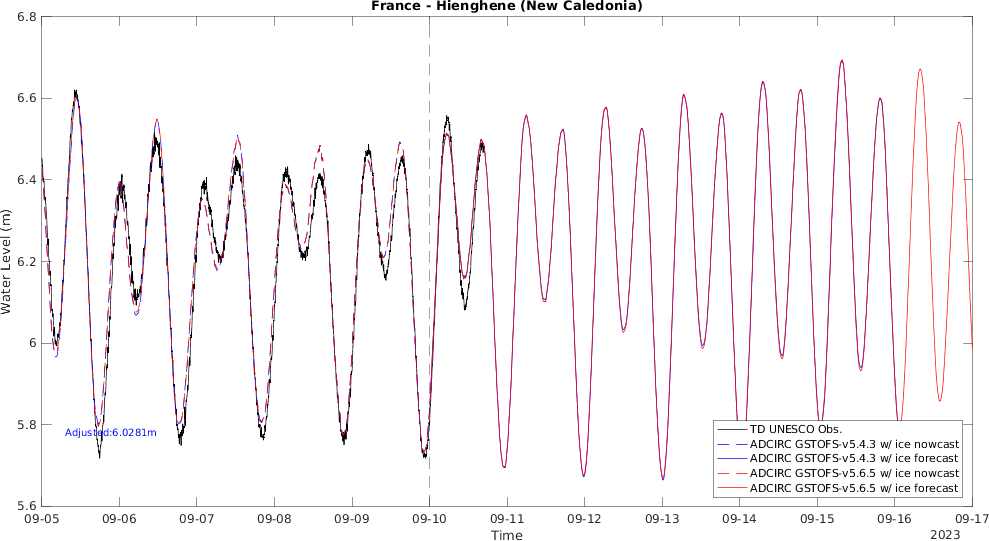 France - Hienghene (New Caledonia)
Water Level (m)
6.8
6.6
6.4
6.2
6
5.8
5.6
Adjusted:6.0281m
TD UNESCO Obs.
ADCIRC GSTOFS-v5.4.3 w/ ice nowcast
ADCIRC GSTOFS-v5.4.3 w/ ice forecast
ADCIRC GSTOFS-v5.6.5 w/ ice nowcast
ADCIRC GSTOFS-v5.6.5 w/ ice forecast
09-05 09-06 09-07 09-08 09-09 09-10 09-11 09-12 09-13 09-14 09-15 09-16 09-17
Time
2023